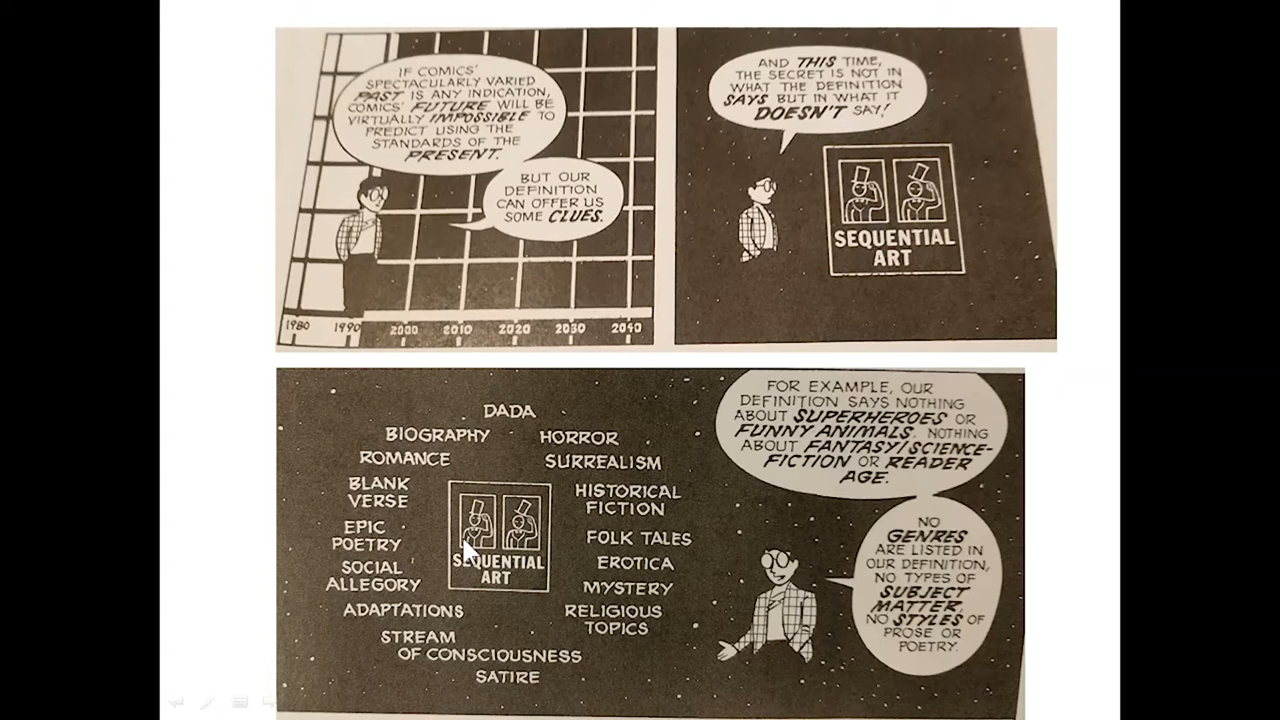 IF COMICS'
SPECTACULARLY VARIED
PAST IS ANY INDICATION,
COMICS' FUTURE WILL BE
VIRTUALLY IMPOSSIBLE TO
PREDICT USING THE
STANDARDS OF THE
PRESENT.
BUT OUR
DEFINITION
CAN OFFER US
SOME CLUES.
1980 1990 2000 2010 2020 2030 2040
AND THIS TIME,
THE SECRET IS NOT IN
WHAT THE DEFINITION
SAYS BUT IN WHAT IT
DOESN'T SAY!
SEQUENTIAL
ART
DADA
BIOGRAPHY
HORROR
ROMANCE
SURREALISM
BLANK
VERSE
HISTORICAL
FICTION
EPIC
POETRY
FOLK TALES
SOCIAL
ALLEGORY
EROTICA
MYSTERY
ADAPTATIONS
RELIGIOUS
TOPICS
STREAM
OF CONSCIOUSNESS
SATIRE
SEQUENTIAL
ART
FOR EXAMPLE, OUR
DEFINITION SAYS NOTHING
ABOUT SUPERHEROES OR
FUNNY ANIMALS. NOTHING
ABOUT FANTASY/SCIENCE-
FICTION OR READER
AGE.
NO
GENRES
ARE LISTED IN
OUR DEFINITION,
NO TYPES OF
SUBJECT
MATTER,
NO STYLES OF
PROSE OR
POETRY.